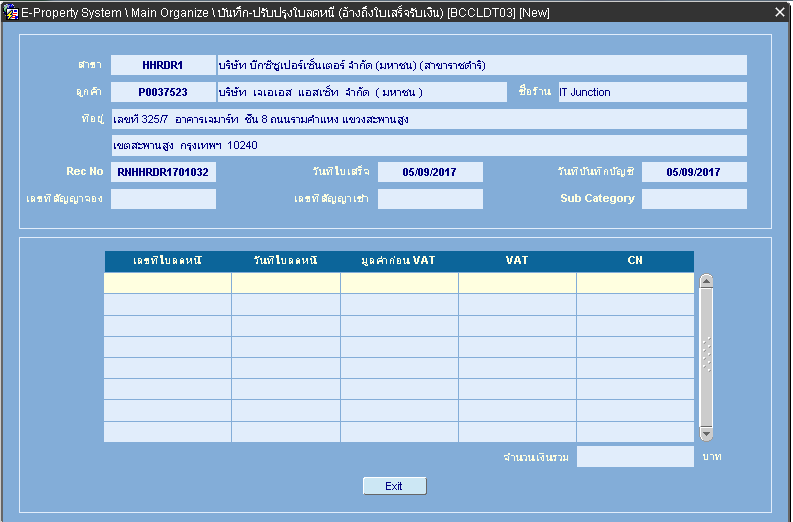 E-Property System \ Main Organize \ บันทึก-ปรับปรุงใบลดหนี้ (อ้างถึงใบเสร็จรับเงิน) [BCCLDT03] [New]
สาขา HHRDR1 บริษัท บิ๊กซีซูเปอร์เซ็นเตอร์ จำกัด (มหาชน) (สาขาราชดำริ)
ลูกค้า P0037523 บริษัท เจเอเอส แอสเซ็ท จำกัด ( มหาชน ) ชื่อร้าน IT Junction
ที่อยู่ เลขที่ 325/7 อาคารเจมาร์ท ชั้น 8 ถนนรามคำแหง แขวงสะพานสูง
เขตสะพานสูง กรุงเทพฯ 10240
Rec No RNHHRDR1701032 วันที่ใบเสร็จ 05/09/2017 วันที่บันทึกบัญชี 05/09/2017
เลขที่สัญญาจอง เลขที่สัญญาเช่า Sub Category
เลขที่ใบลดหนี้ วันที่ใบลดหนี้ มูลค่าก่อน VAT VAT CN
จำนวนเงินรวม บาท
Exit